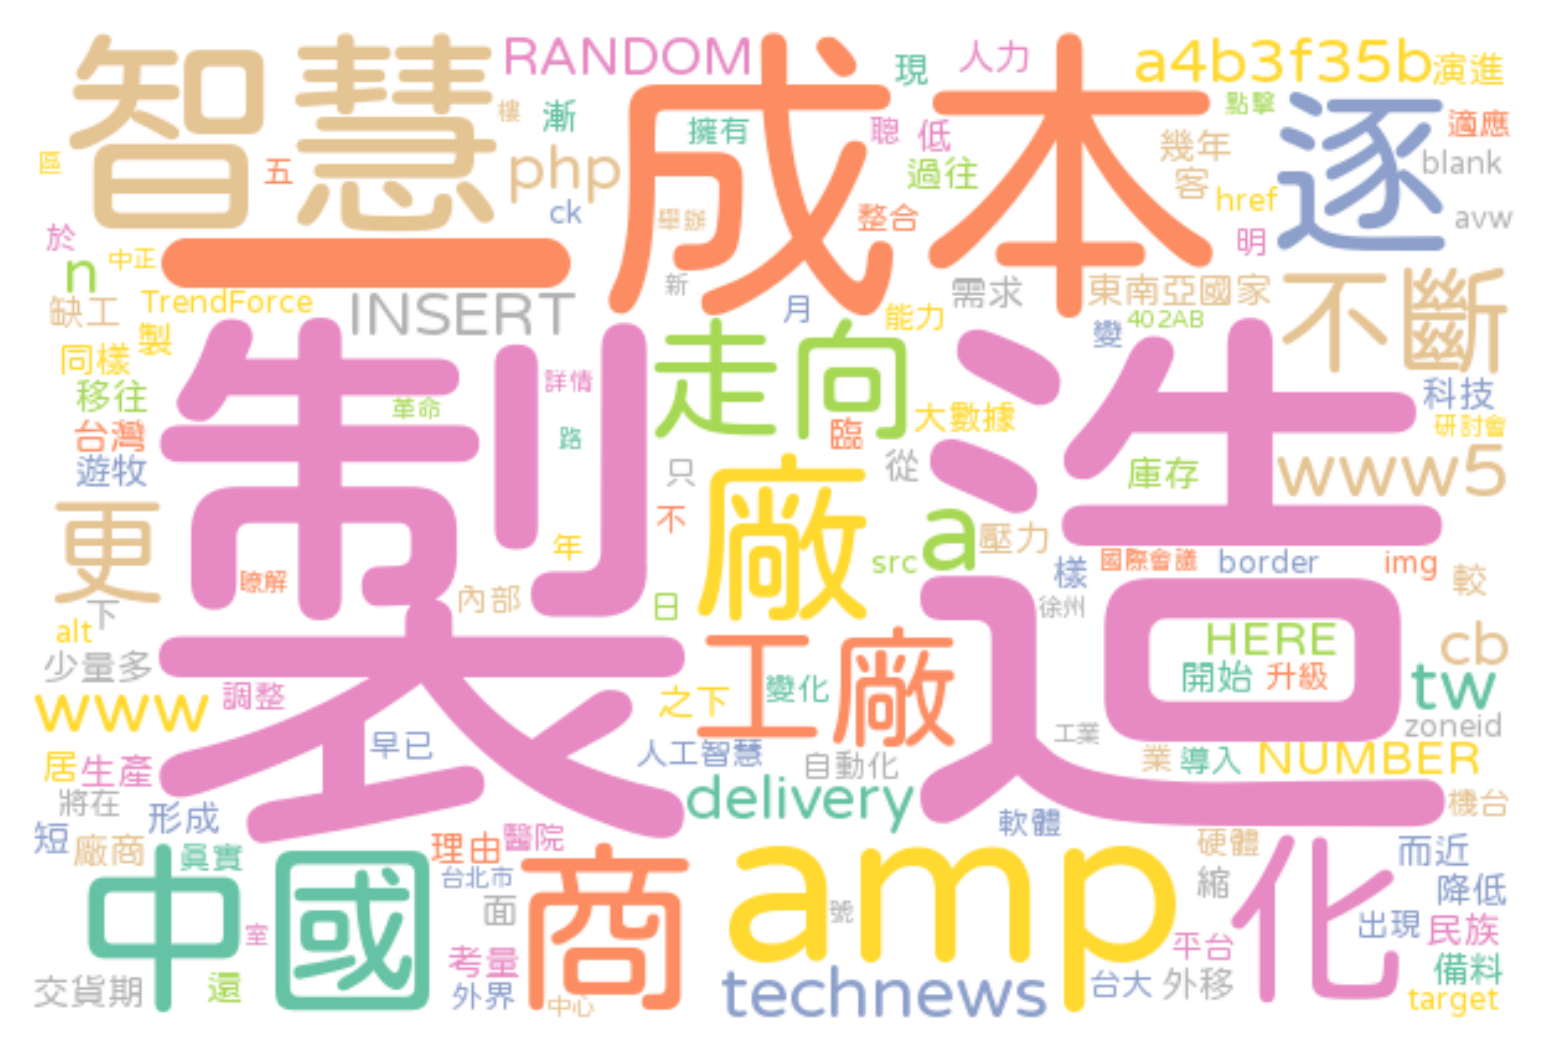 智慧
RANDOM
成本
現
人力
a4b3f35b
演進
樓
漸
擁有
聰
低
點擊
逐
適應
區
五
php
過往
幾年
blank
ck
舉辦
整合
客
href
avw
於
中正
一
明
n
新
需求
東南亞國家
不斷
缺工
TrendForce
INSERT
月
能力
402AB
製
變
同樣
走向
製造
詳情
移往
革命
大數據
科技
台灣
路
臨
研討會
遊牧
只
從
庫存
www5
廠
更
不
a
壓力
年
src
國際會議
border
img
瞭解
樣
較
內部
日
徐州
下
alt
HERE
cb
少量多
工廠
開始
升級
tw
www
調整
之下
變化
zoneid
早已
人工智慧
工業
居
生產
自動化
業
導入
NUMBER
將在
delivery
機台
形成
軟體
短
廠商
真實
理由
醫院
硬體
化
而近
中國
台北市
商
amp
縮
降低
面
號
室
出現
民族
考量
平台
備料
交貨期
還
外界
中心
technews
台大
外移
target